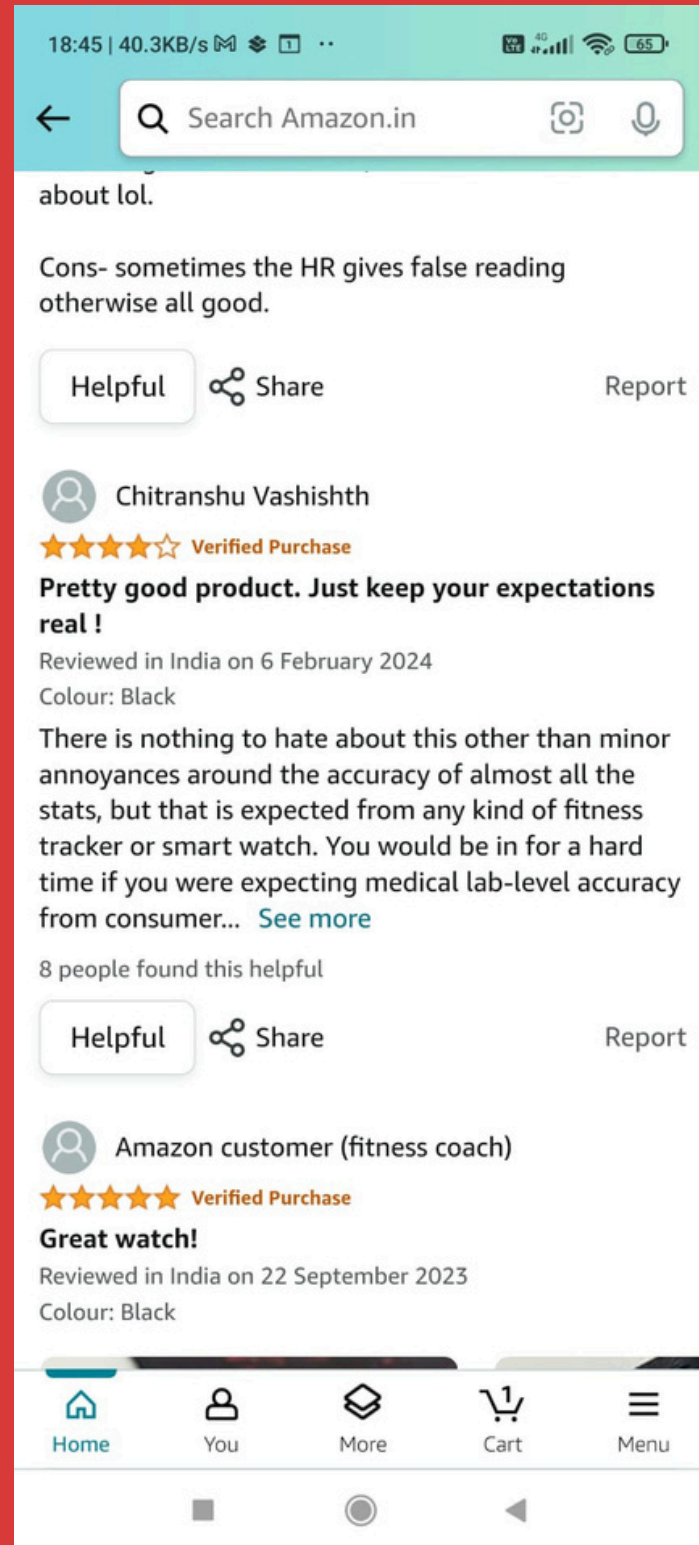 18:45 | 40.3KB/s
1
Vo LTE
4G
65
Search Amazon.in
about lol.
Cons- sometimes the HR gives false reading
otherwise all good.
Helpful
Share
Report
Chitranshu Vashishth
Verified Purchase
Pretty good product. Just keep your expectations
real !
Reviewed in India on 6 February 2024
Colour: Black
There is nothing to hate about this other than minor
annoyances around the accuracy of almost all the
stats, but that is expected from any kind of fitness
tracker or smart watch. You would be in for a hard
time if you were expecting medical lab-level accuracy
from consumer... See more
8 people found this helpful
Helpful
Share
Report
Amazon customer (fitness coach)
Verified Purchase
Great watch!
Reviewed in India on 22 September 2023
Colour: Black
1
Home
You
More
Cart
Menu